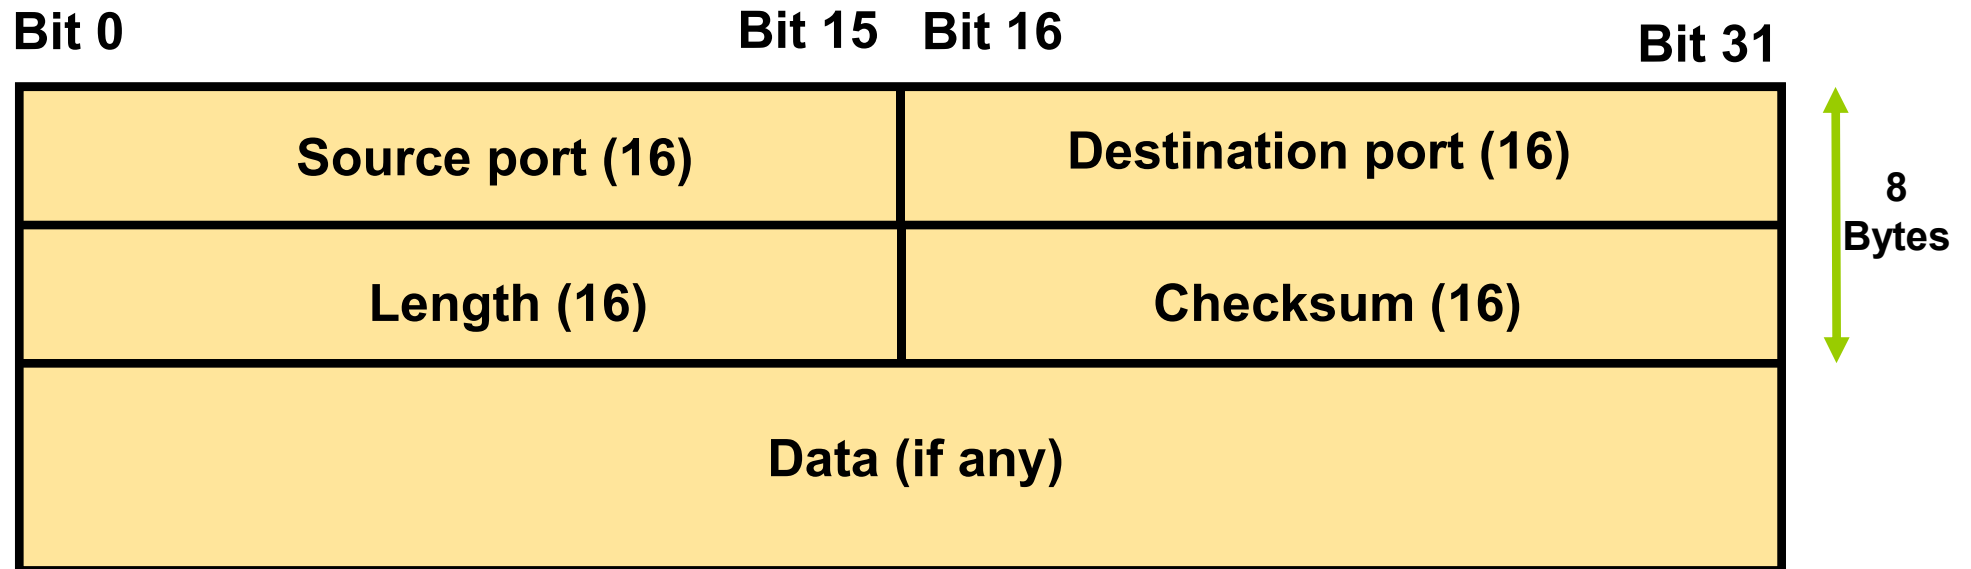 Bit 0
Bit 15
Bit 16
Bit 31
Source port (16)
Destination port (16)
8
Bytes
Length (16)
Checksum (16)
Data (if any)